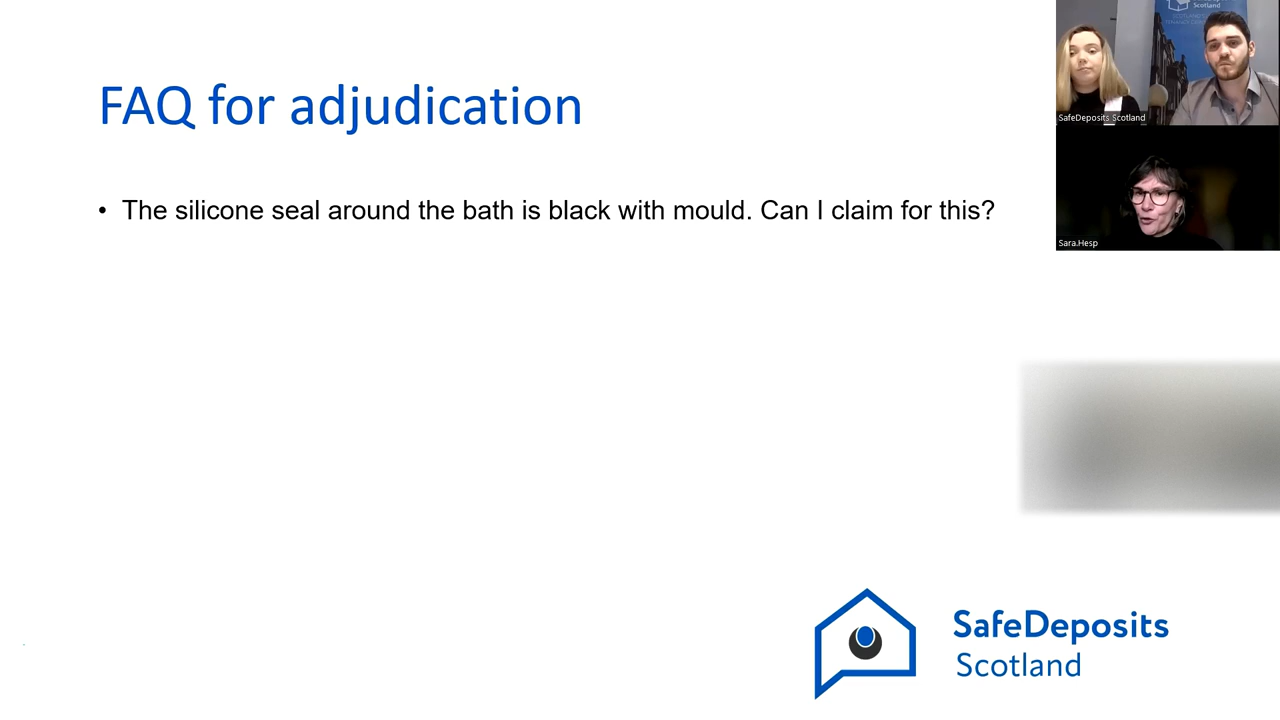 FAQ for adjudication
• The silicone seal around the bath is black with mould. Can I claim for this?
Scotland
SafeDeposits Scotland
Sara.Hesp
SafeDeposits
Scotland